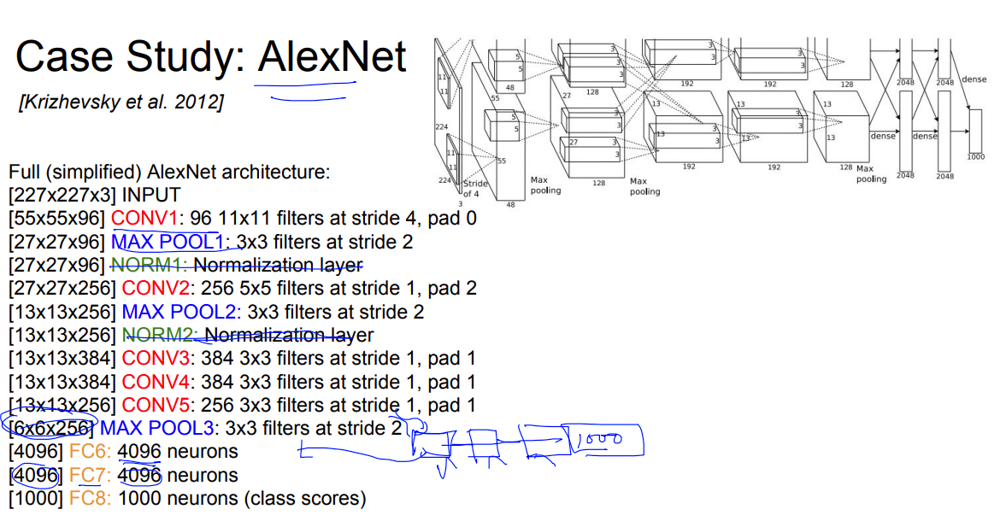 Case Study: AlexNet
[Krizhevsky et al. 2012]
Full (simplified) AlexNet architecture:
[227x227x3] INPUT
[55x55x96] CONV1: 96 11x11 filters at stride 4, pad 0
[27x27x96] MAX POOL1: 3x3 filters at stride 2
[27x27x96] NORM1: Normalization layer
[27x27x256] CONV2: 256 5x5 filters at stride 1, pad 2
[13x13x256] MAX POOL2: 3x3 filters at stride 2
[13x13x256] NORM2: Normalization layer
[13x13x384] CONV3: 384 3x3 filters at stride 1, pad 1
[13x13x384] CONV4: 384 3x3 filters at stride 1, pad 1
[13x13x256] CONV5: 256 3x3 filters at stride 1, pad 1
[6x6x256] MAX POOL3: 3x3 filters at stride 2
[4096] FC6: 4096 neurons
[4096] FC7: 4096 neurons
[1000] FC8: 1000 neurons (class scores)
1000
11 5 3 3 3
11 5 3 3 3
48 128 192 192 128 2048 2048 dense
55 27 13 13 13
224 5 3 3 3
5 3 13 3 13 3 13 dense dense
11 27 3
11 55 3 1000
224 Stride of 4 Max pooling 128 Max pooling 192 192 128 Max pooling 2048 2048
3 48